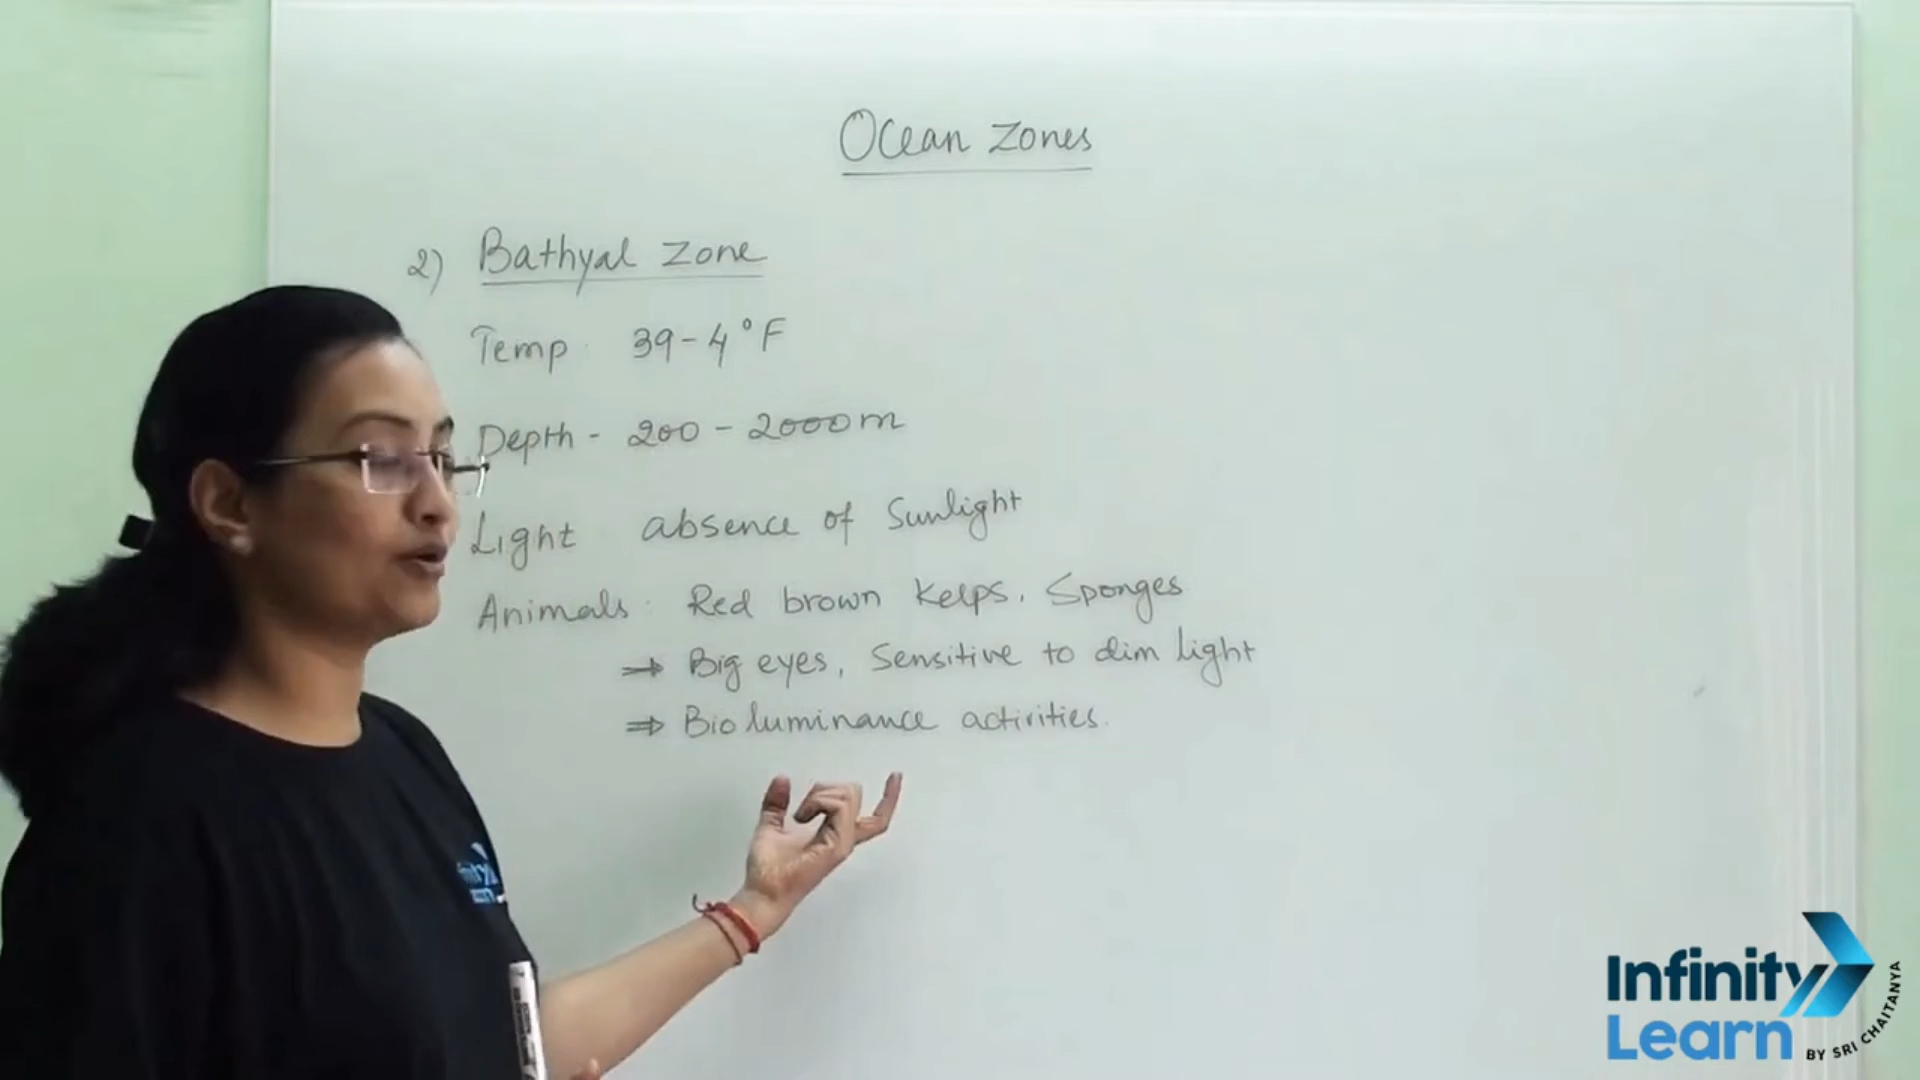 Ocean Zones
2) Bathyal Zone
Temp: 39-4°F
Depth - 200 - 2000m
Light absence of Sunlight
Animals: Red brown Kelps, Sponges
⇒ Big eyes, Sensitive to dim light
⇒ Bioluminance activities.
Infinity
Learn
BY SRI CHAITANYA